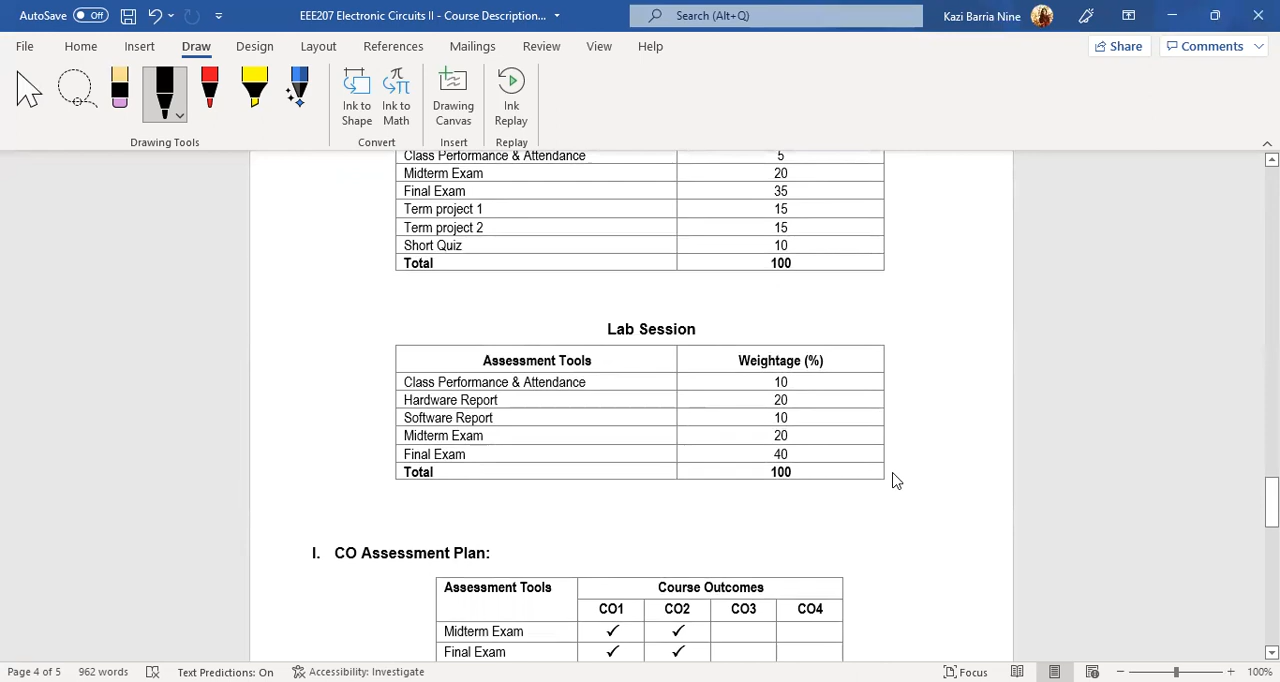 AutoSave Off EEE207 Electronic Circuits II - Course Description... Search (Alt+Q) Kazi Barria Nine
File Home Insert Draw Design Layout References Mailings Review View Help Share Comments
Ink to Shape
Ink to Math
Drawing Canvas
Ink Replay
Drawing Tools Convert Insert Replay
Class Performance & Attendance 5
Midterm Exam 20
Final Exam 35
Term project 1 15
Term project 2 15
Short Quiz 10
Total 100
Lab Session
Assessment Tools Weightage (%)
Class Performance & Attendance 10
Hardware Report 20
Software Report 10
Midterm Exam 20
Final Exam 40
Total 100
I. CO Assessment Plan:
Assessment Tools Course Outcomes
CO1 CO2 CO3 CO4
Midterm Exam ✓ ✓
Final Exam ✓ ✓
Page 4 of 5 962 words Text Predictions: On Accessibility: Investigate Focus 100%